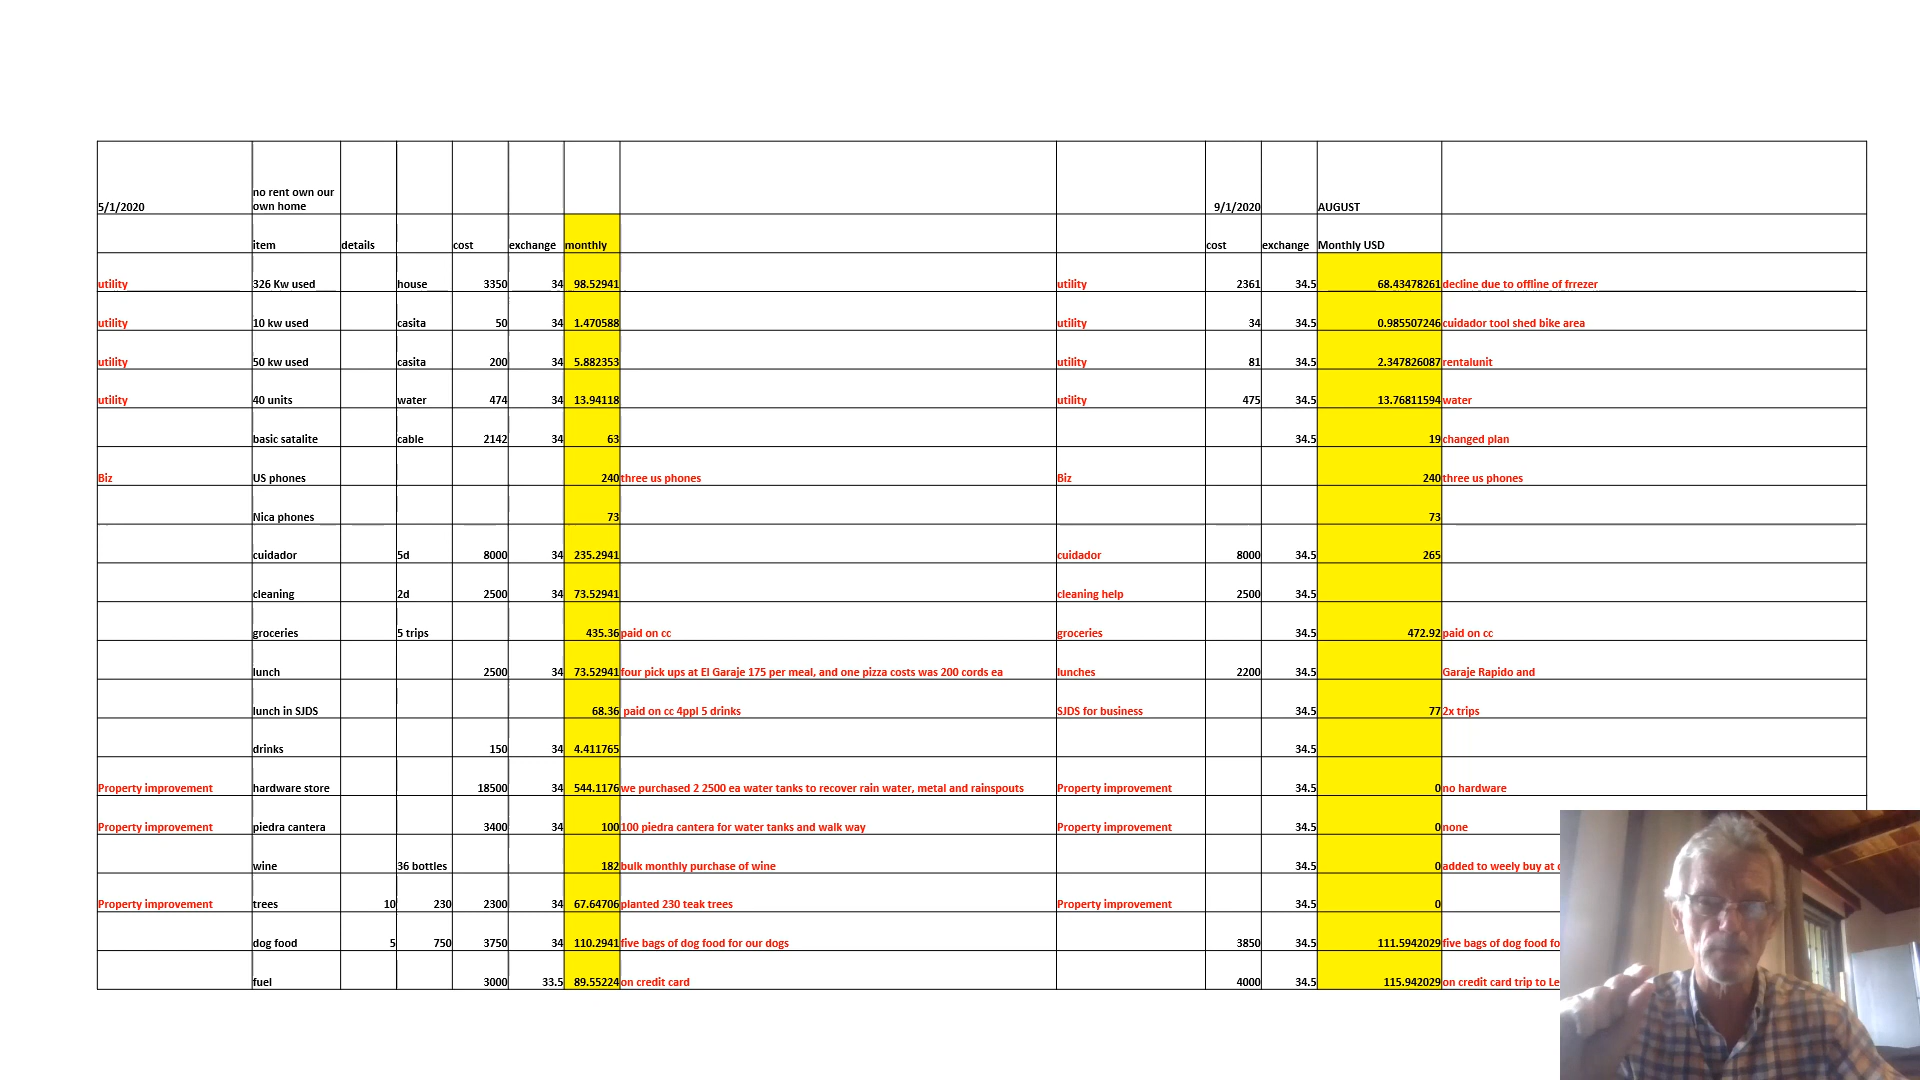 5/1/2020 no rent own our own home 9/1/2020 AUGUST
item details cost exchange monthly cost exchange Monthly USD
utility 326 Kw used house 3350 34 98.52941 utility 2361 34.5 68.43478261 decline due to offline of frrezer
utility 10 kw used casita 50 34 1.470588 utility 34 34.5 0.985507246 cuidador tool shed bike area
utility 50 kw used casita 200 34 5.882353 utility 81 34.5 2.347826087 rentalunit
utility 40 units water 474 34 13.94118 utility 475 34.5 13.76811594 water
basic satalite cable 2142 34 63 34.5 19 changed plan
Biz US phones 240 three us phones Biz 240 three us phones
Nica phones 73 73
cuidador 5d 8000 34 235.2941 cuidador 8000 34.5 265
cleaning 2d 2500 34 73.52941 cleaning help 2500 34.5
groceries 5 trips 435.36 paid on cc groceries 34.5 472.92 paid on cc
lunch 2500 34 73.52941 four pick ups at El Garaje 175 per meal, and one pizza costs was 200 cords ea lunches 2200 34.5 Garaje Rapido and
lunch in SJDS 68.36 paid on cc 4ppl 5 drinks SJDS for business 34.5 77 2x trips
drinks 150 34 4.411765 34.5
Property improvement hardware store 18500 34 544.1176 we purchased 2 2500 ea water tanks to recover rain water, metal and rainspouts Property improvement 34.5 0 no hardware
Property improvement piedra cantera 3400 34 100 100 piedra cantera for water tanks and walk way Property improvement 34.5 0 none
wine 36 bottles 182 bulk monthly purchase of wine 34.5 0 added to weely buy at
Property improvement trees 10 230 2300 34 67.64706 planted 230 teak trees Property improvement 34.5 0
dog food 5 750 3750 34 110.2941 five bags of dog food for our dogs 3850 34.5 111.5942029 five bags of dog food
fuel 3000 33.5 89.55224 on credit card 4000 34.5 115.942029 on credit card trip to